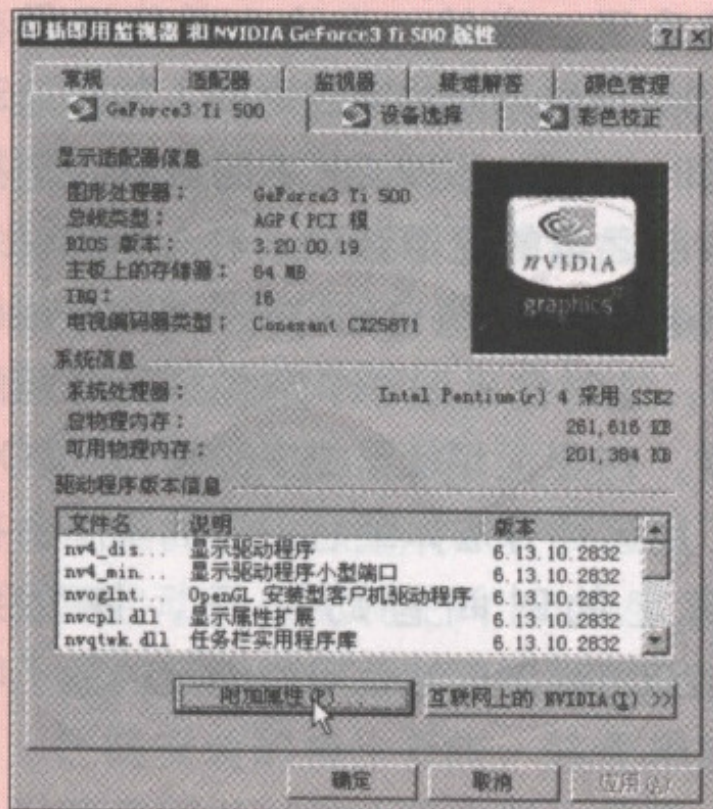 即插即用监视器 和 NVIDIA GeForce3 Ti 500 属性
常规 适配器 监视器 疑难解答 颜色管理
GeForce3 Ti 500 设备选择 彩色校正
显示适配器信息
图形处理器： GeForce3 Ti 500
总线类型： AGP ( PCI 模
BIOS 版本： 3.20.00.19
主板上的存储器： 64 MB
IRQ： 16
电视编码器类型： Conexant CX25871
nVIDIA
graphics
系统信息
系统处理器： Intel Pentium(r) 4 采用 SSE2
总物理内存： 261,616 KB
可用物理内存： 201,384 KB
驱动程序版本信息
文件名 说明 版本
nv4_dis... 显示驱动程序 6.13.10.2832
nv4_min... 显示驱动程序小型端口 6.13.10.2832
nvoglnt... OpenGL 安装型客户机驱动程序 6.13.10.2832
nvcpl.dll 显示属性扩展 6.13.10.2832
nvqtwk.dll 任务栏实用程序库 6.13.10.2832
附加属性(P)... 互联网上的 NVIDIA(I) >>
确定 取消 应用(A)